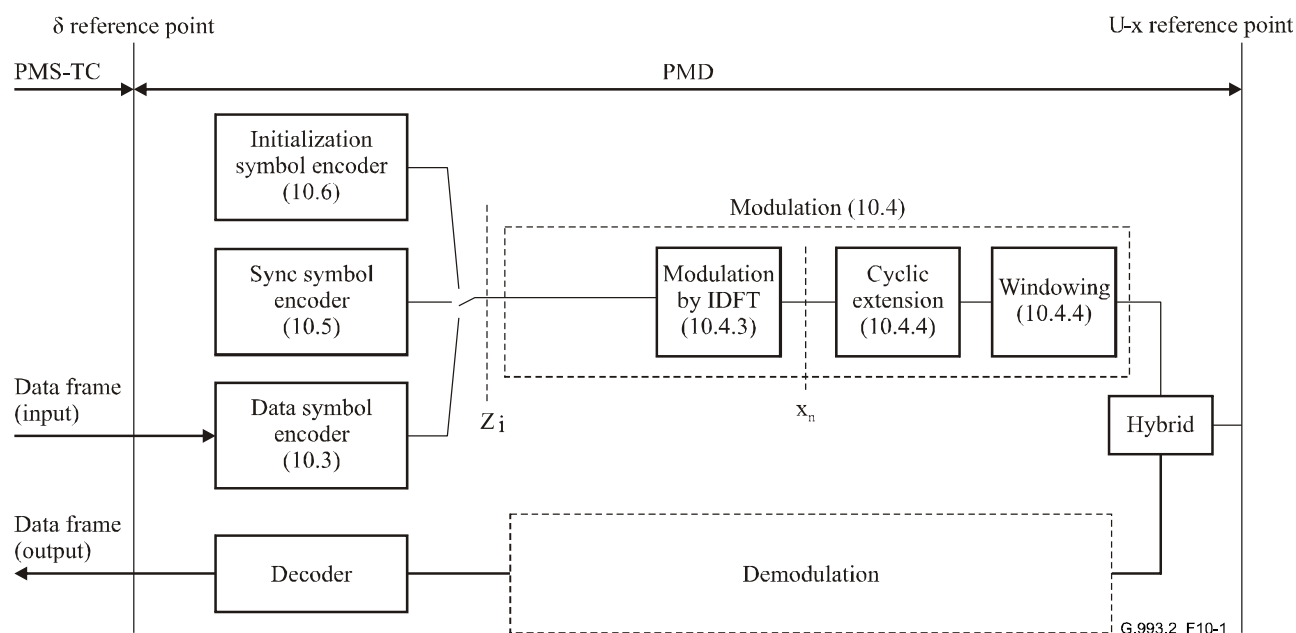 δ reference point
U-x reference point
PMS-TC
PMD
Initialization
symbol encoder
(10.6)
Modulation (10.4)
Sync symbol
encoder
(10.5)
Modulation
by IDFT
(10.4.3)
Cyclic
extension
(10.4.4)
Windowing
(10.4.4)
Data frame
(input)
Data symbol
encoder
(10.3)
Z i
xn
Hybrid
Data frame
(output)
Decoder
Demodulation
G.993.2_F10-1